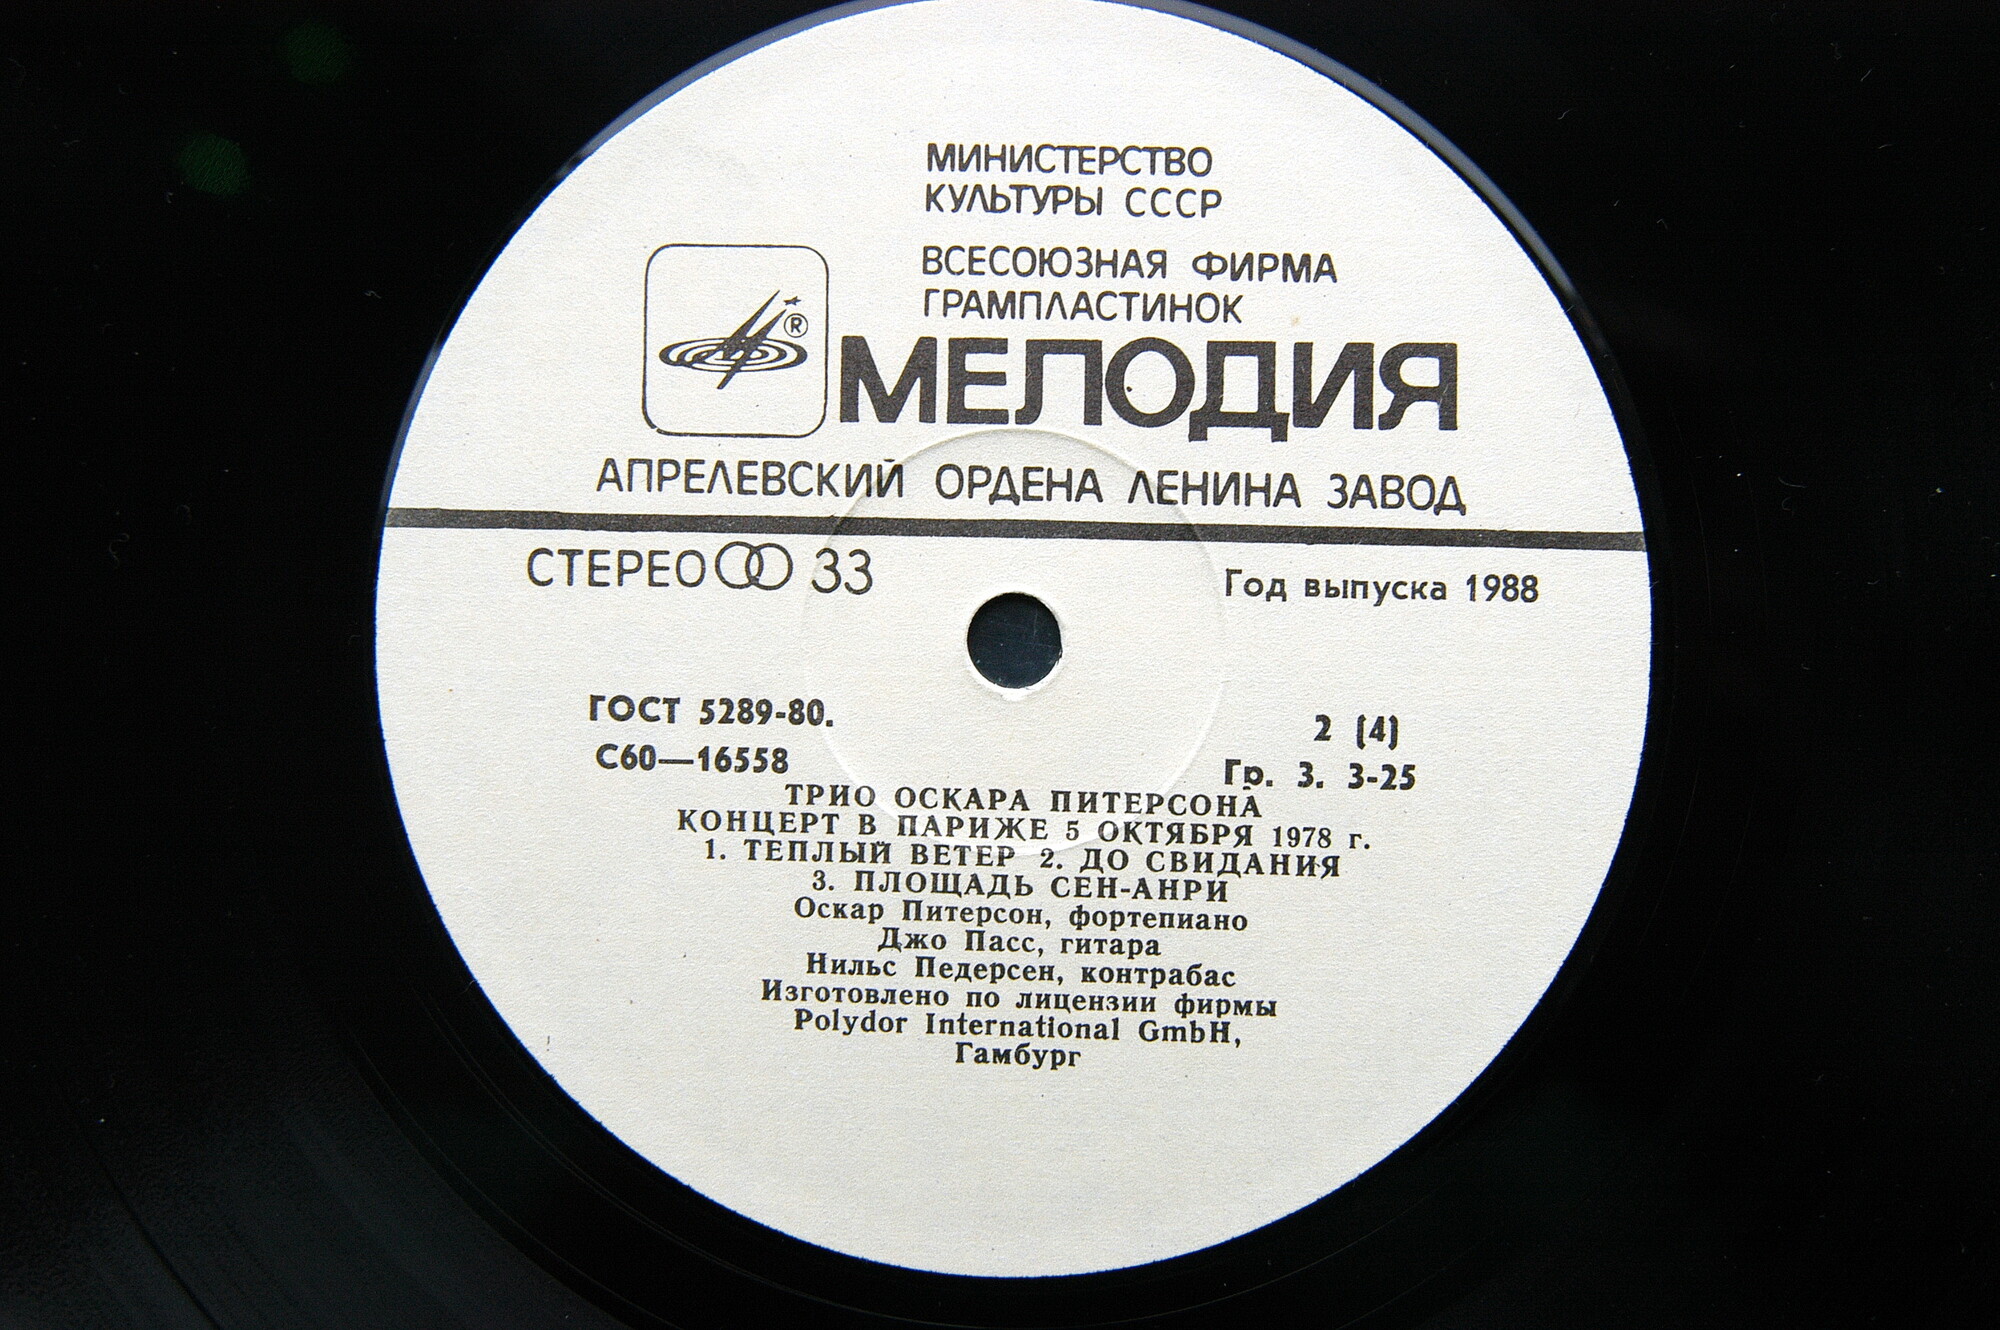 МИНИСТЕРСТВО
КУЛЬТУРЫ СССР
ВСЕСОЮЗНАЯ ФИРМА
ГРАМПЛАСТИНОК
®
МЕЛОДИЯ
АПРЕЛЕВСКИЙ ОРДЕНА ЛЕНИНА ЗАВОД
СТЕРЕО 33
Год выпуска 1988
ГОСТ 5289-80.
2 (4)
С60—16558
Гр. 3. 3-25
ТРИО ОСКАРА ПИТЕРСОНА
КОНЦЕРТ В ПАРИЖЕ 5 ОКТЯБРЯ 1978 г.
1. ТЕПЛЫЙ ВЕТЕР 2. ДО СВИДАНИЯ
3. ПЛОЩАДЬ СЕН-АНРИ
Оскар Питерсон, фортепиано
Джо Пасс, гитара
Нильс Педерсен, контрабас
Изготовлено по лицензии фирмы
Polydor International GmbH,
Гамбург